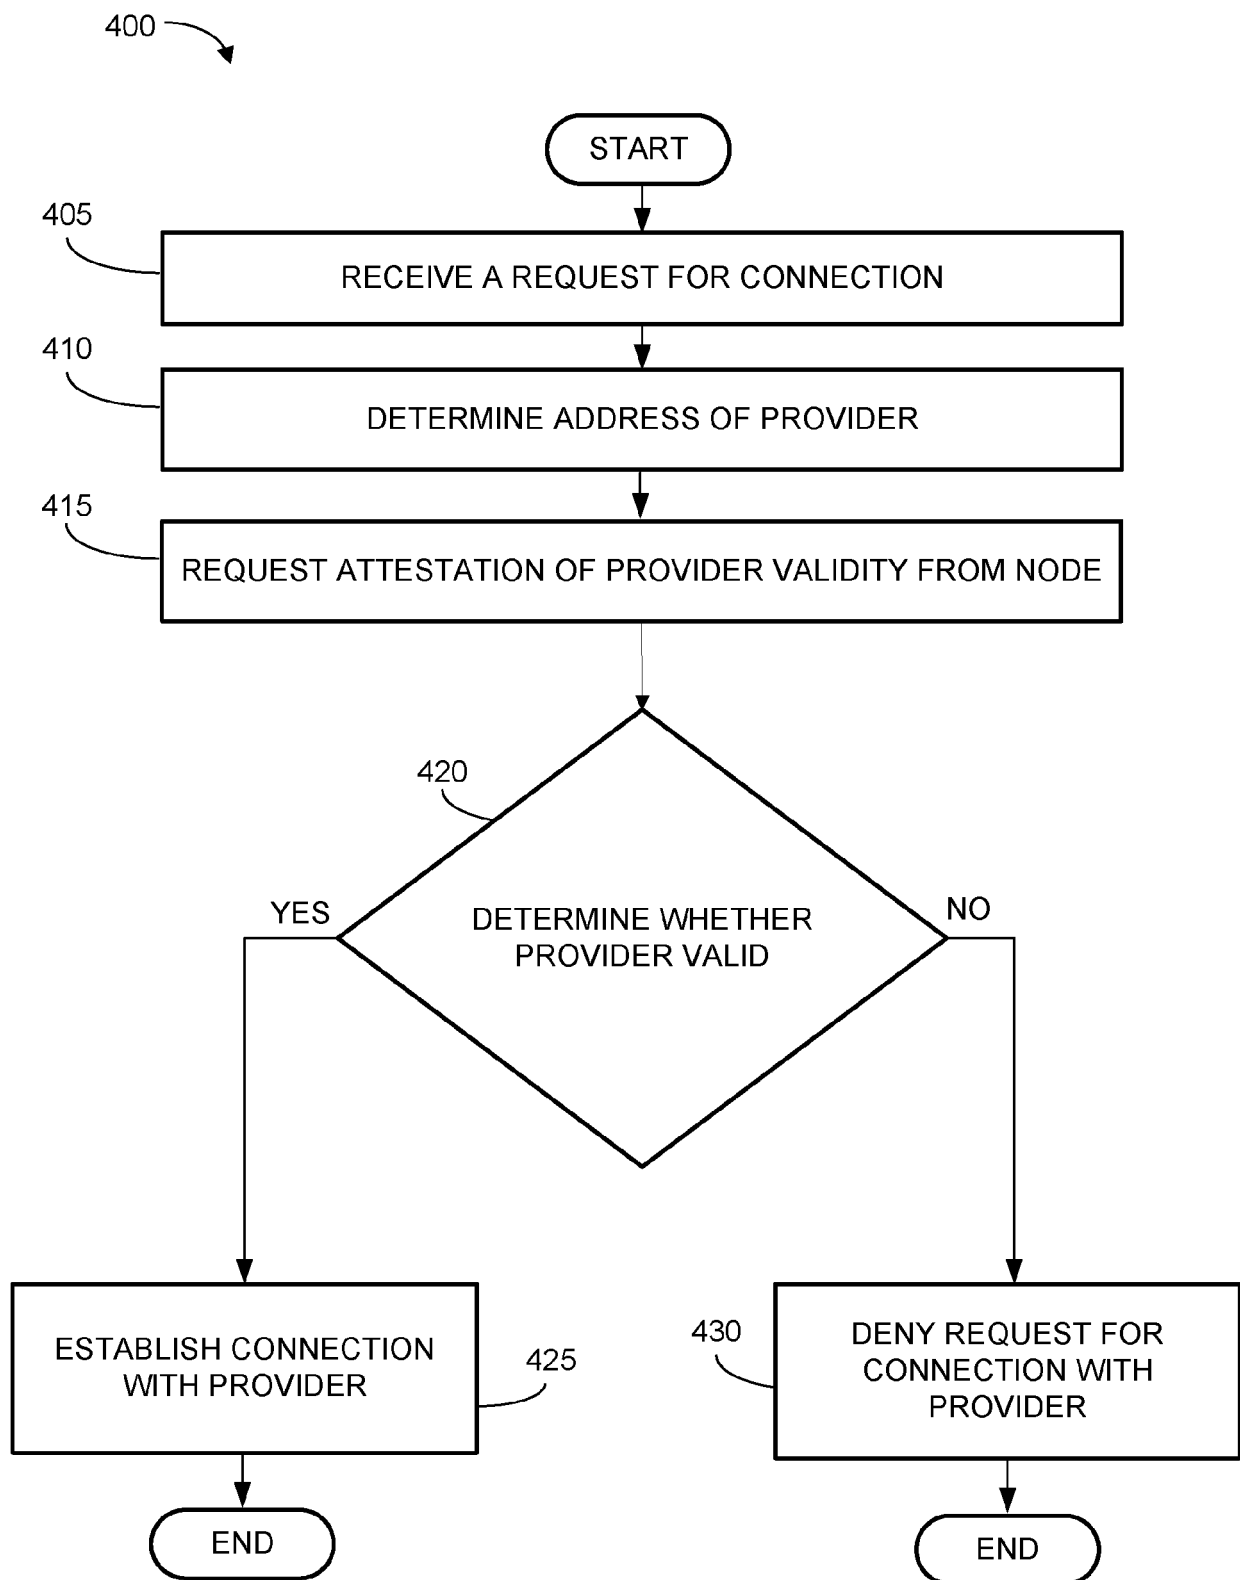 400
START
405
RECEIVE A REQUEST FOR CONNECTION
410
DETERMINE ADDRESS OF PROVIDER
415
REQUEST ATTESTATION OF PROVIDER VALIDITY FROM NODE
420
YES
DETERMINE WHETHER
PROVIDER VALID
NO
ESTABLISH CONNECTION
WITH PROVIDER
425
430
DENY REQUEST FOR
CONNECTION WITH
PROVIDER
END
END